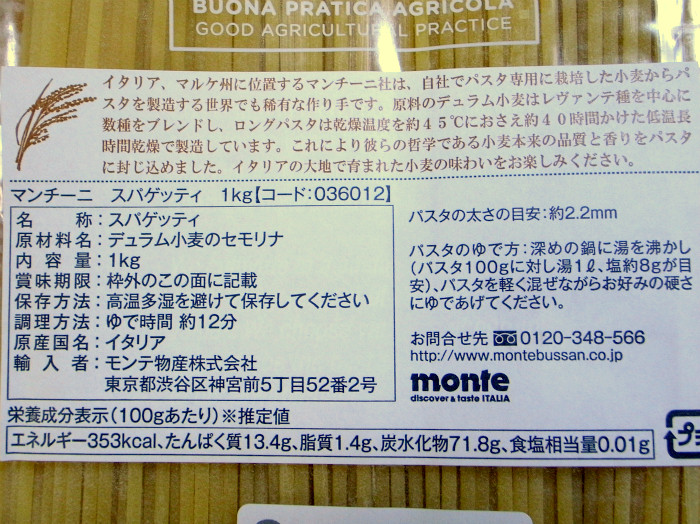 BUONA PRATICA AGRICOLA
GOOD AGRICULTURAL PRACTICE
イタリア、マルケ州に位置するマンチーニ社は、自社でパスタ専用に栽培した小麦からパ
スタを製造する世界でも稀有な作り手です。原料のデュラム小麦はレヴァンテ種を中心に
数種をブレンドし、ロングパスタは乾燥温度を約45℃におさえ約40時間かけた低温長
時間乾燥で製造しています。これにより彼らの哲学である小麦本来の品質と香りをパスタ
に封じ込めました。イタリアの大地で育まれた小麦の味わいをお楽しみください。
マンチーニ スパゲッティ 1kg【コード:036012】
名称:スパゲッティ
原材料名:デュラム小麦のセモリナ
内容量:1kg
賞味期限:枠外のこの面に記載
保存方法:高温多湿を避けて保存してください
調理方法:ゆで時間 約12分
原産国名:イタリア
輸入者:モンテ物産株式会社
東京都渋谷区神宮前5丁目52番2号
パスタの太さの目安:約2.2mm
パスタのゆで方:深めの鍋に湯を沸かし
(パスタ100gに対し湯1ℓ、塩約8gが目
安)、パスタを軽く混ぜながらお好みの硬さ
にゆであげてください。
お問合せ先 0120-348-566
http://www.montebussan.co.jp
monte
discover & taste ITALIA
栄養成分表示(100gあたり)※推定値
エネルギー353kcal、たんぱく質13.4g、脂質1.4g、炭水化物71.8g、食塩相当量0.01g
プラ